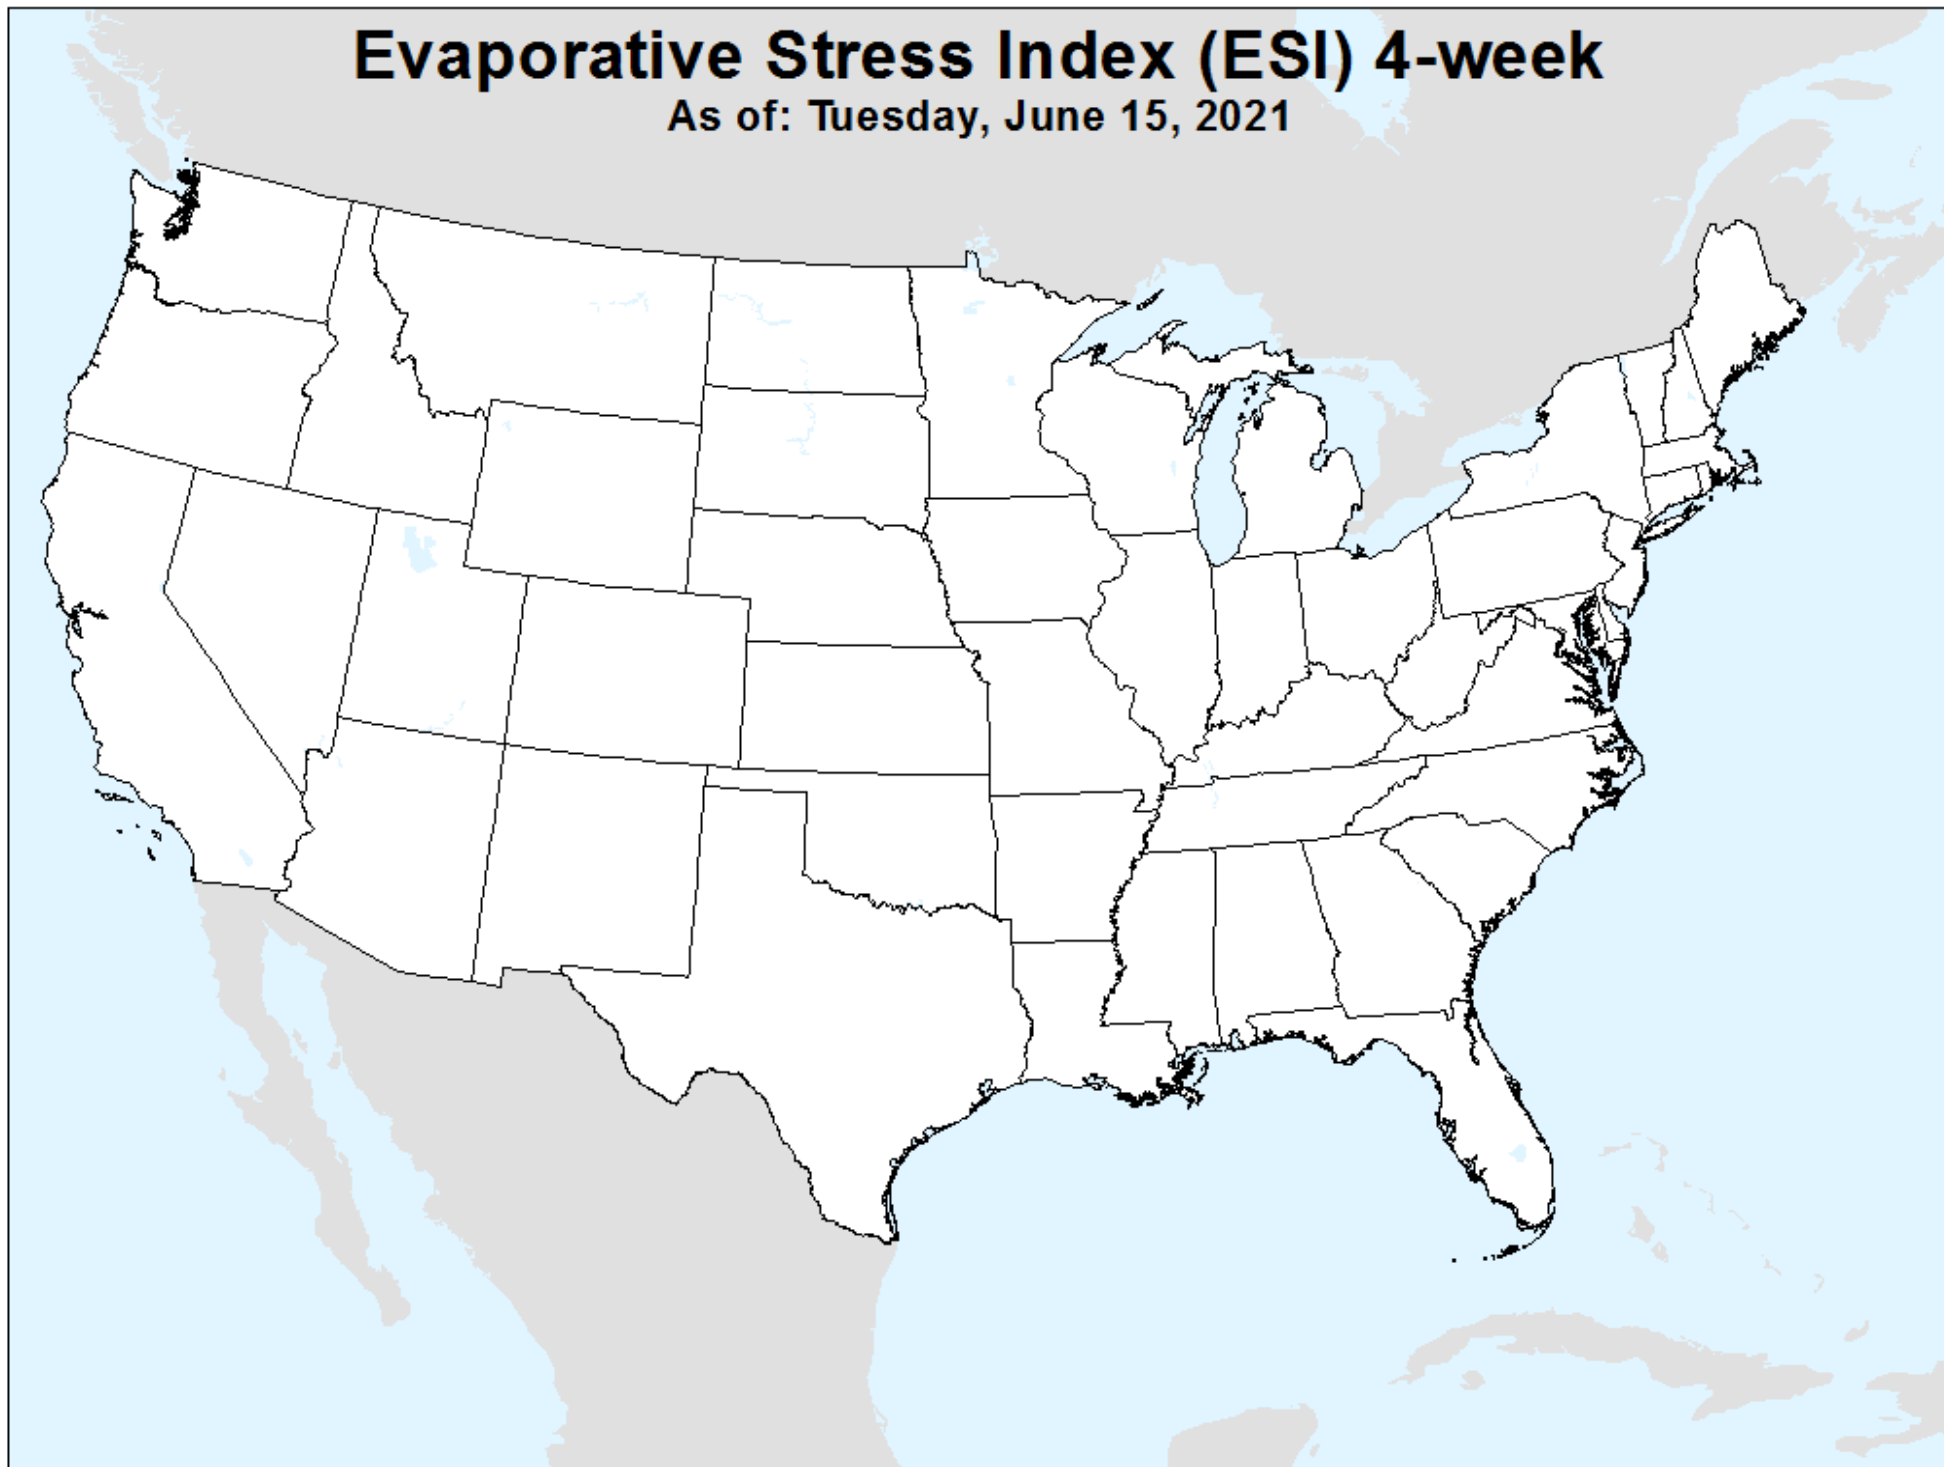 Evaporative Stress Index (ESI) 4-week
As of: Tuesday, June 15, 2021